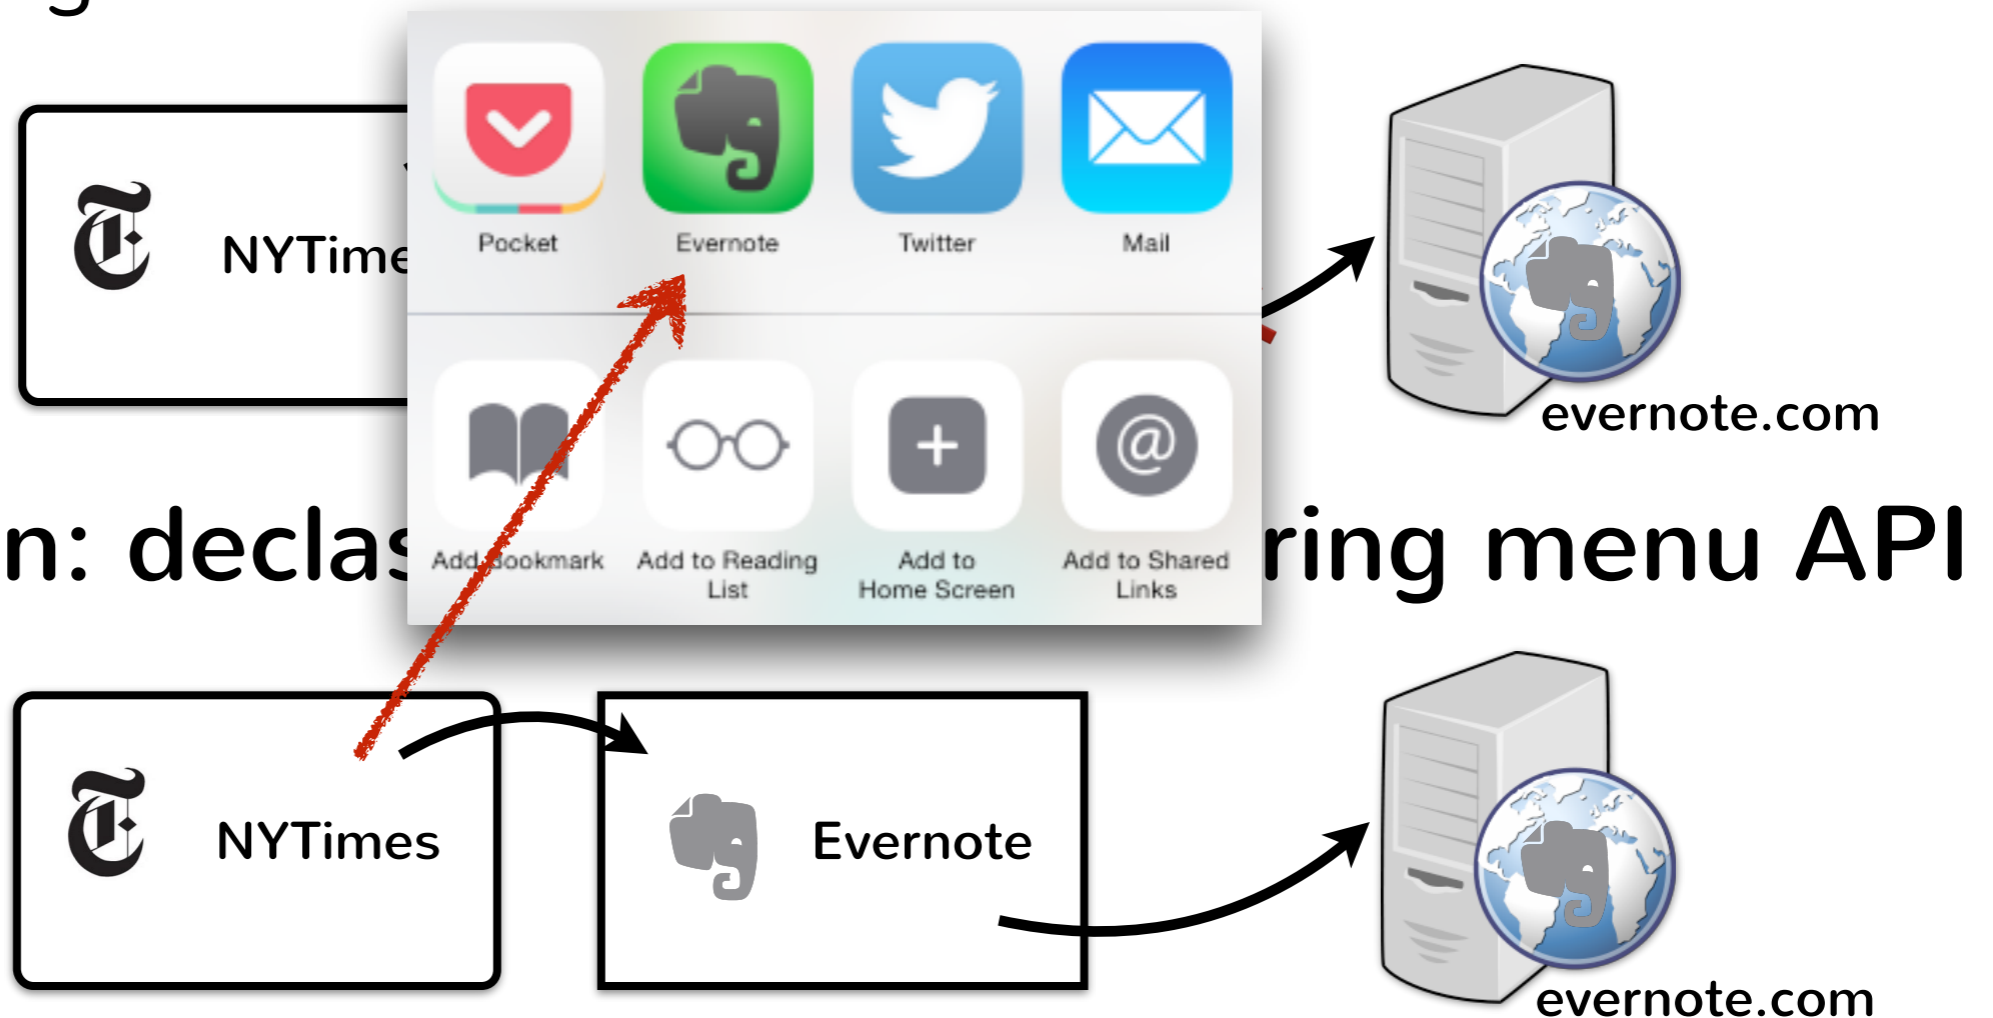 g
Pocket Evernote Twitter Mail
NYTime
evernote.com
n: declas ring menu API
Add Bookmark Add to Reading List Add to Home Screen Add to Shared Links
NYTimes Evernote
evernote.com